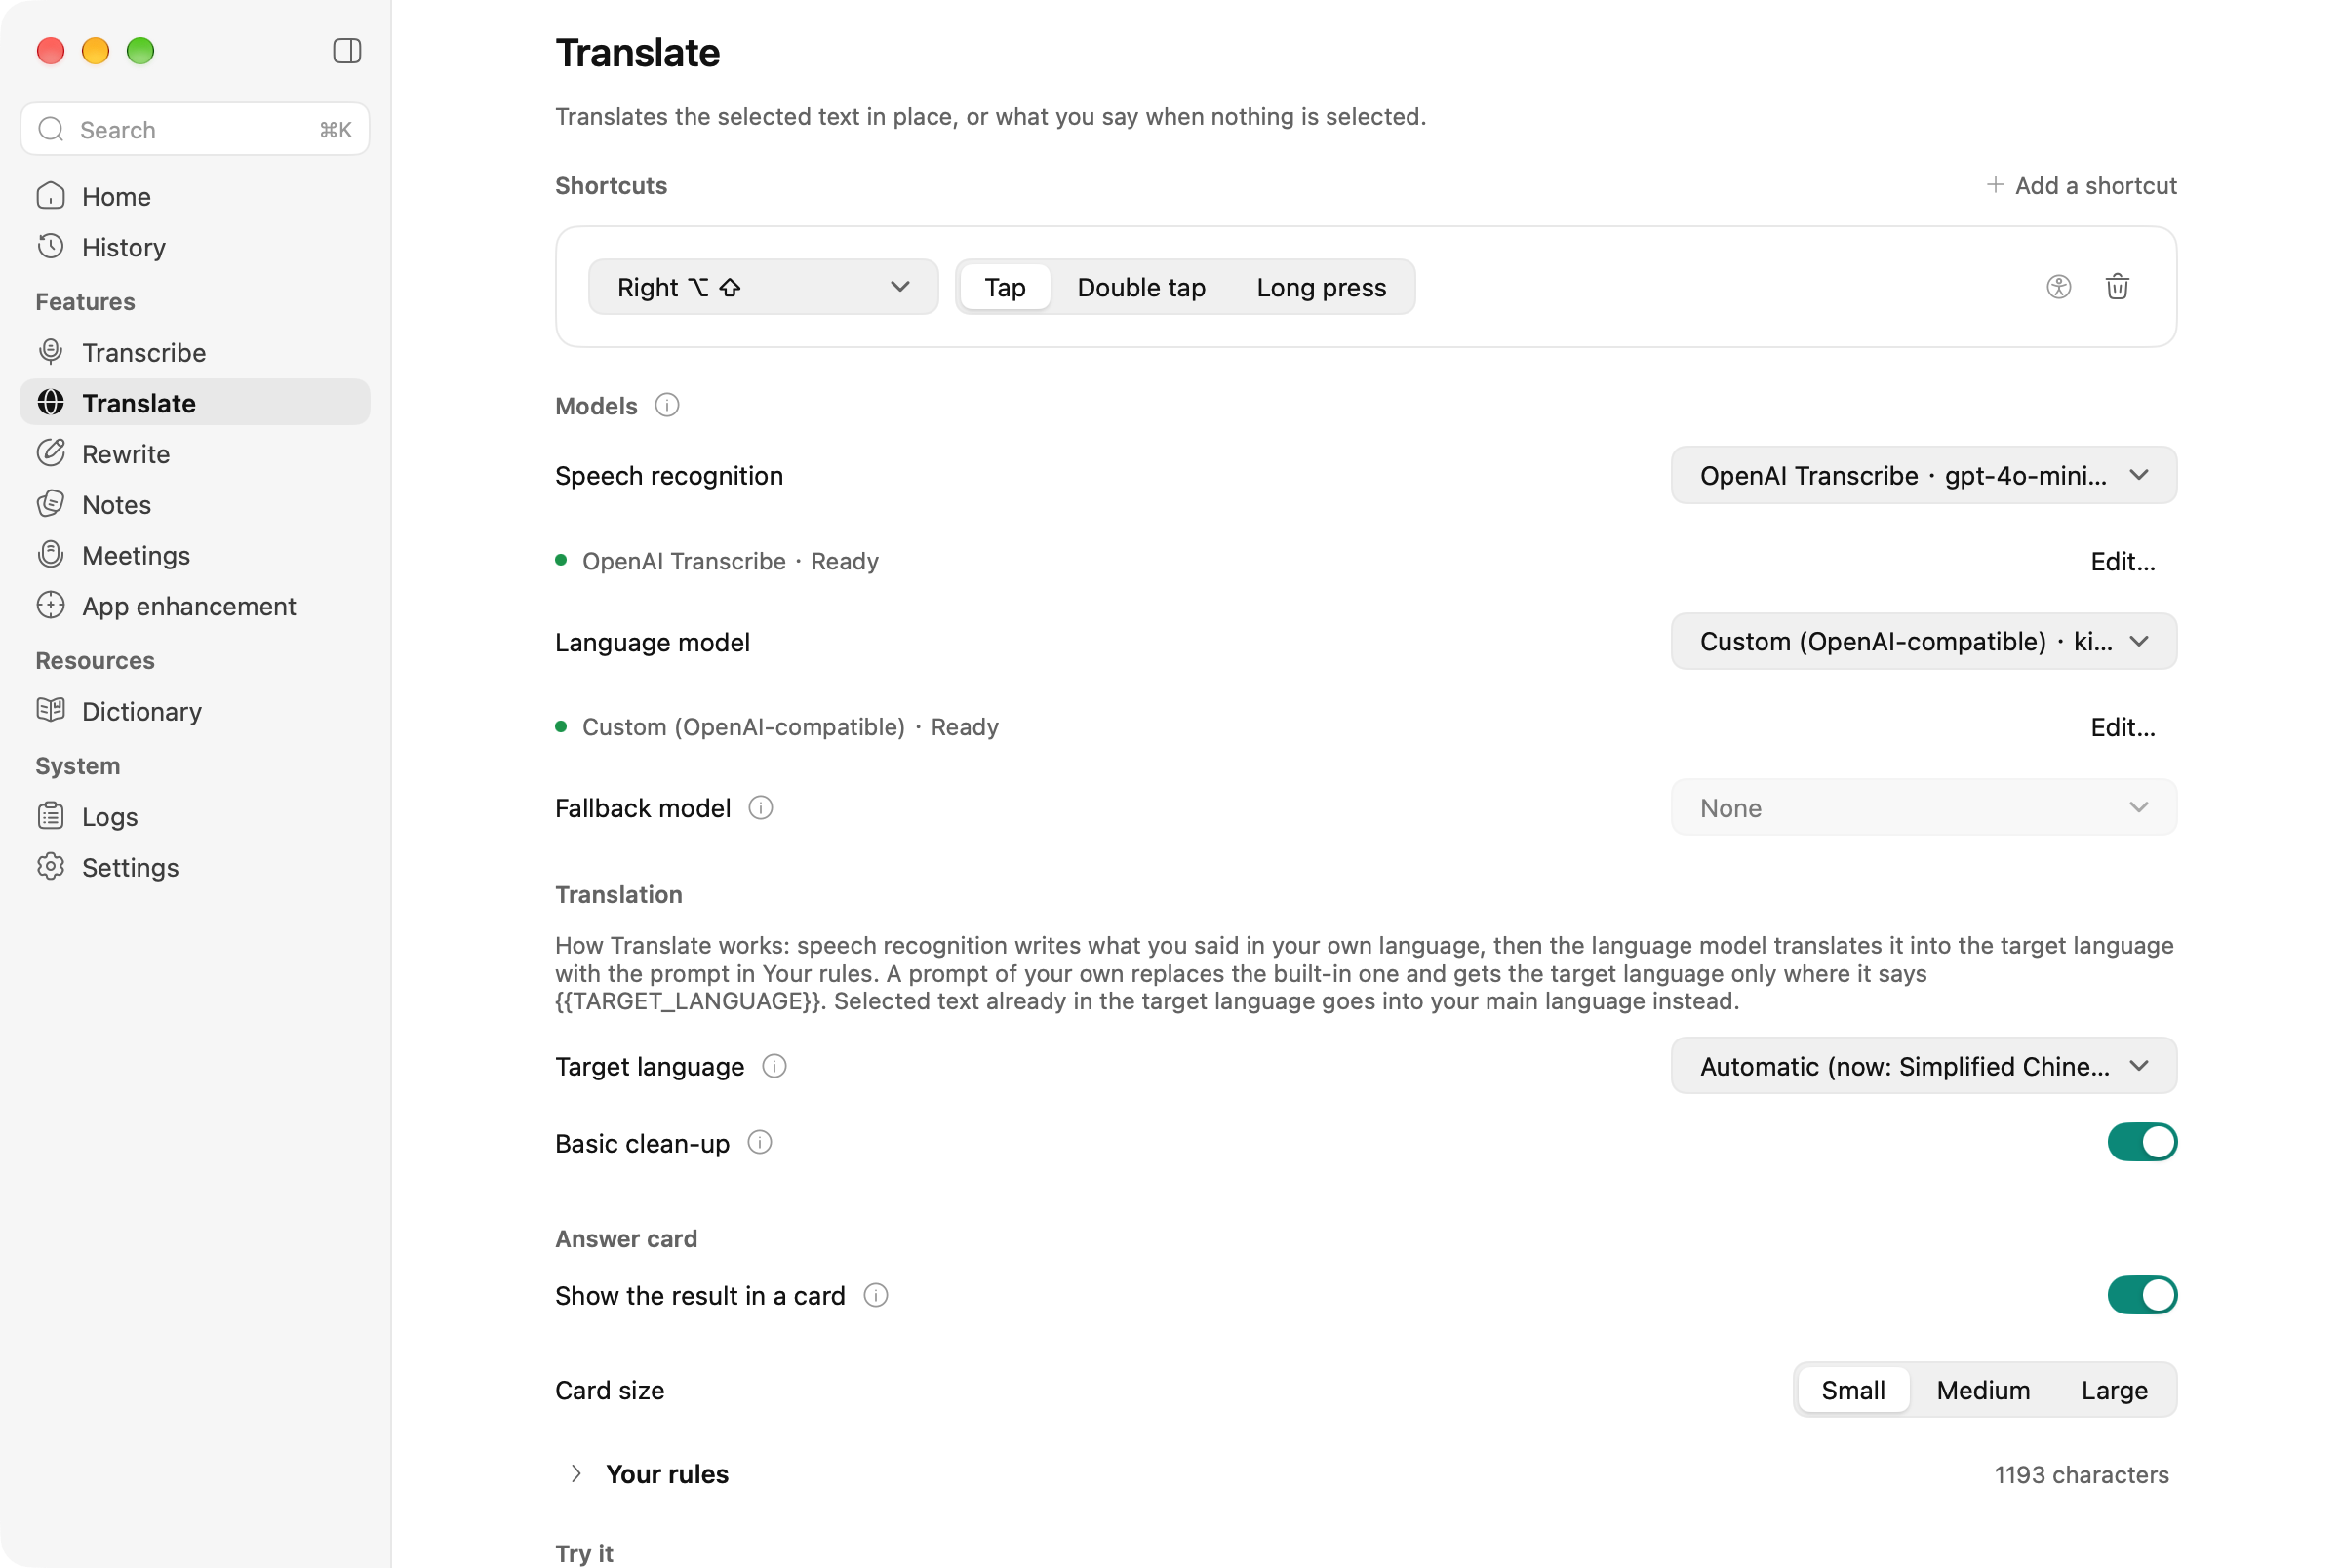 Search ⌘K
Home
History
Features
Transcribe
Translate
Rewrite
Notes
Meetings
App enhancement
Resources
Dictionary
System
Logs
Settings
Translate
Translates the selected text in place, or what you say when nothing is selected.
Shortcuts
+ Add a shortcut
Right ⌥ ⇧
Tap Double tap Long press
Models
Speech recognition
OpenAI Transcribe · gpt-4o-mini...
OpenAI Transcribe · Ready
Edit...
Language model
Custom (OpenAI-compatible) · ki...
Custom (OpenAI-compatible) · Ready
Edit...
Fallback model
None
Translation
How Translate works: speech recognition writes what you said in your own language, then the language model translates it into the target language
with the prompt in Your rules. A prompt of your own replaces the built-in one and gets the target language only where it says
{{TARGET_LANGUAGE}}. Selected text already in the target language goes into your main language instead.
Target language
Automatic (now: Simplified Chine...
Basic clean-up
Answer card
Show the result in a card
Card size
Small Medium Large
Your rules
1193 characters
Try it